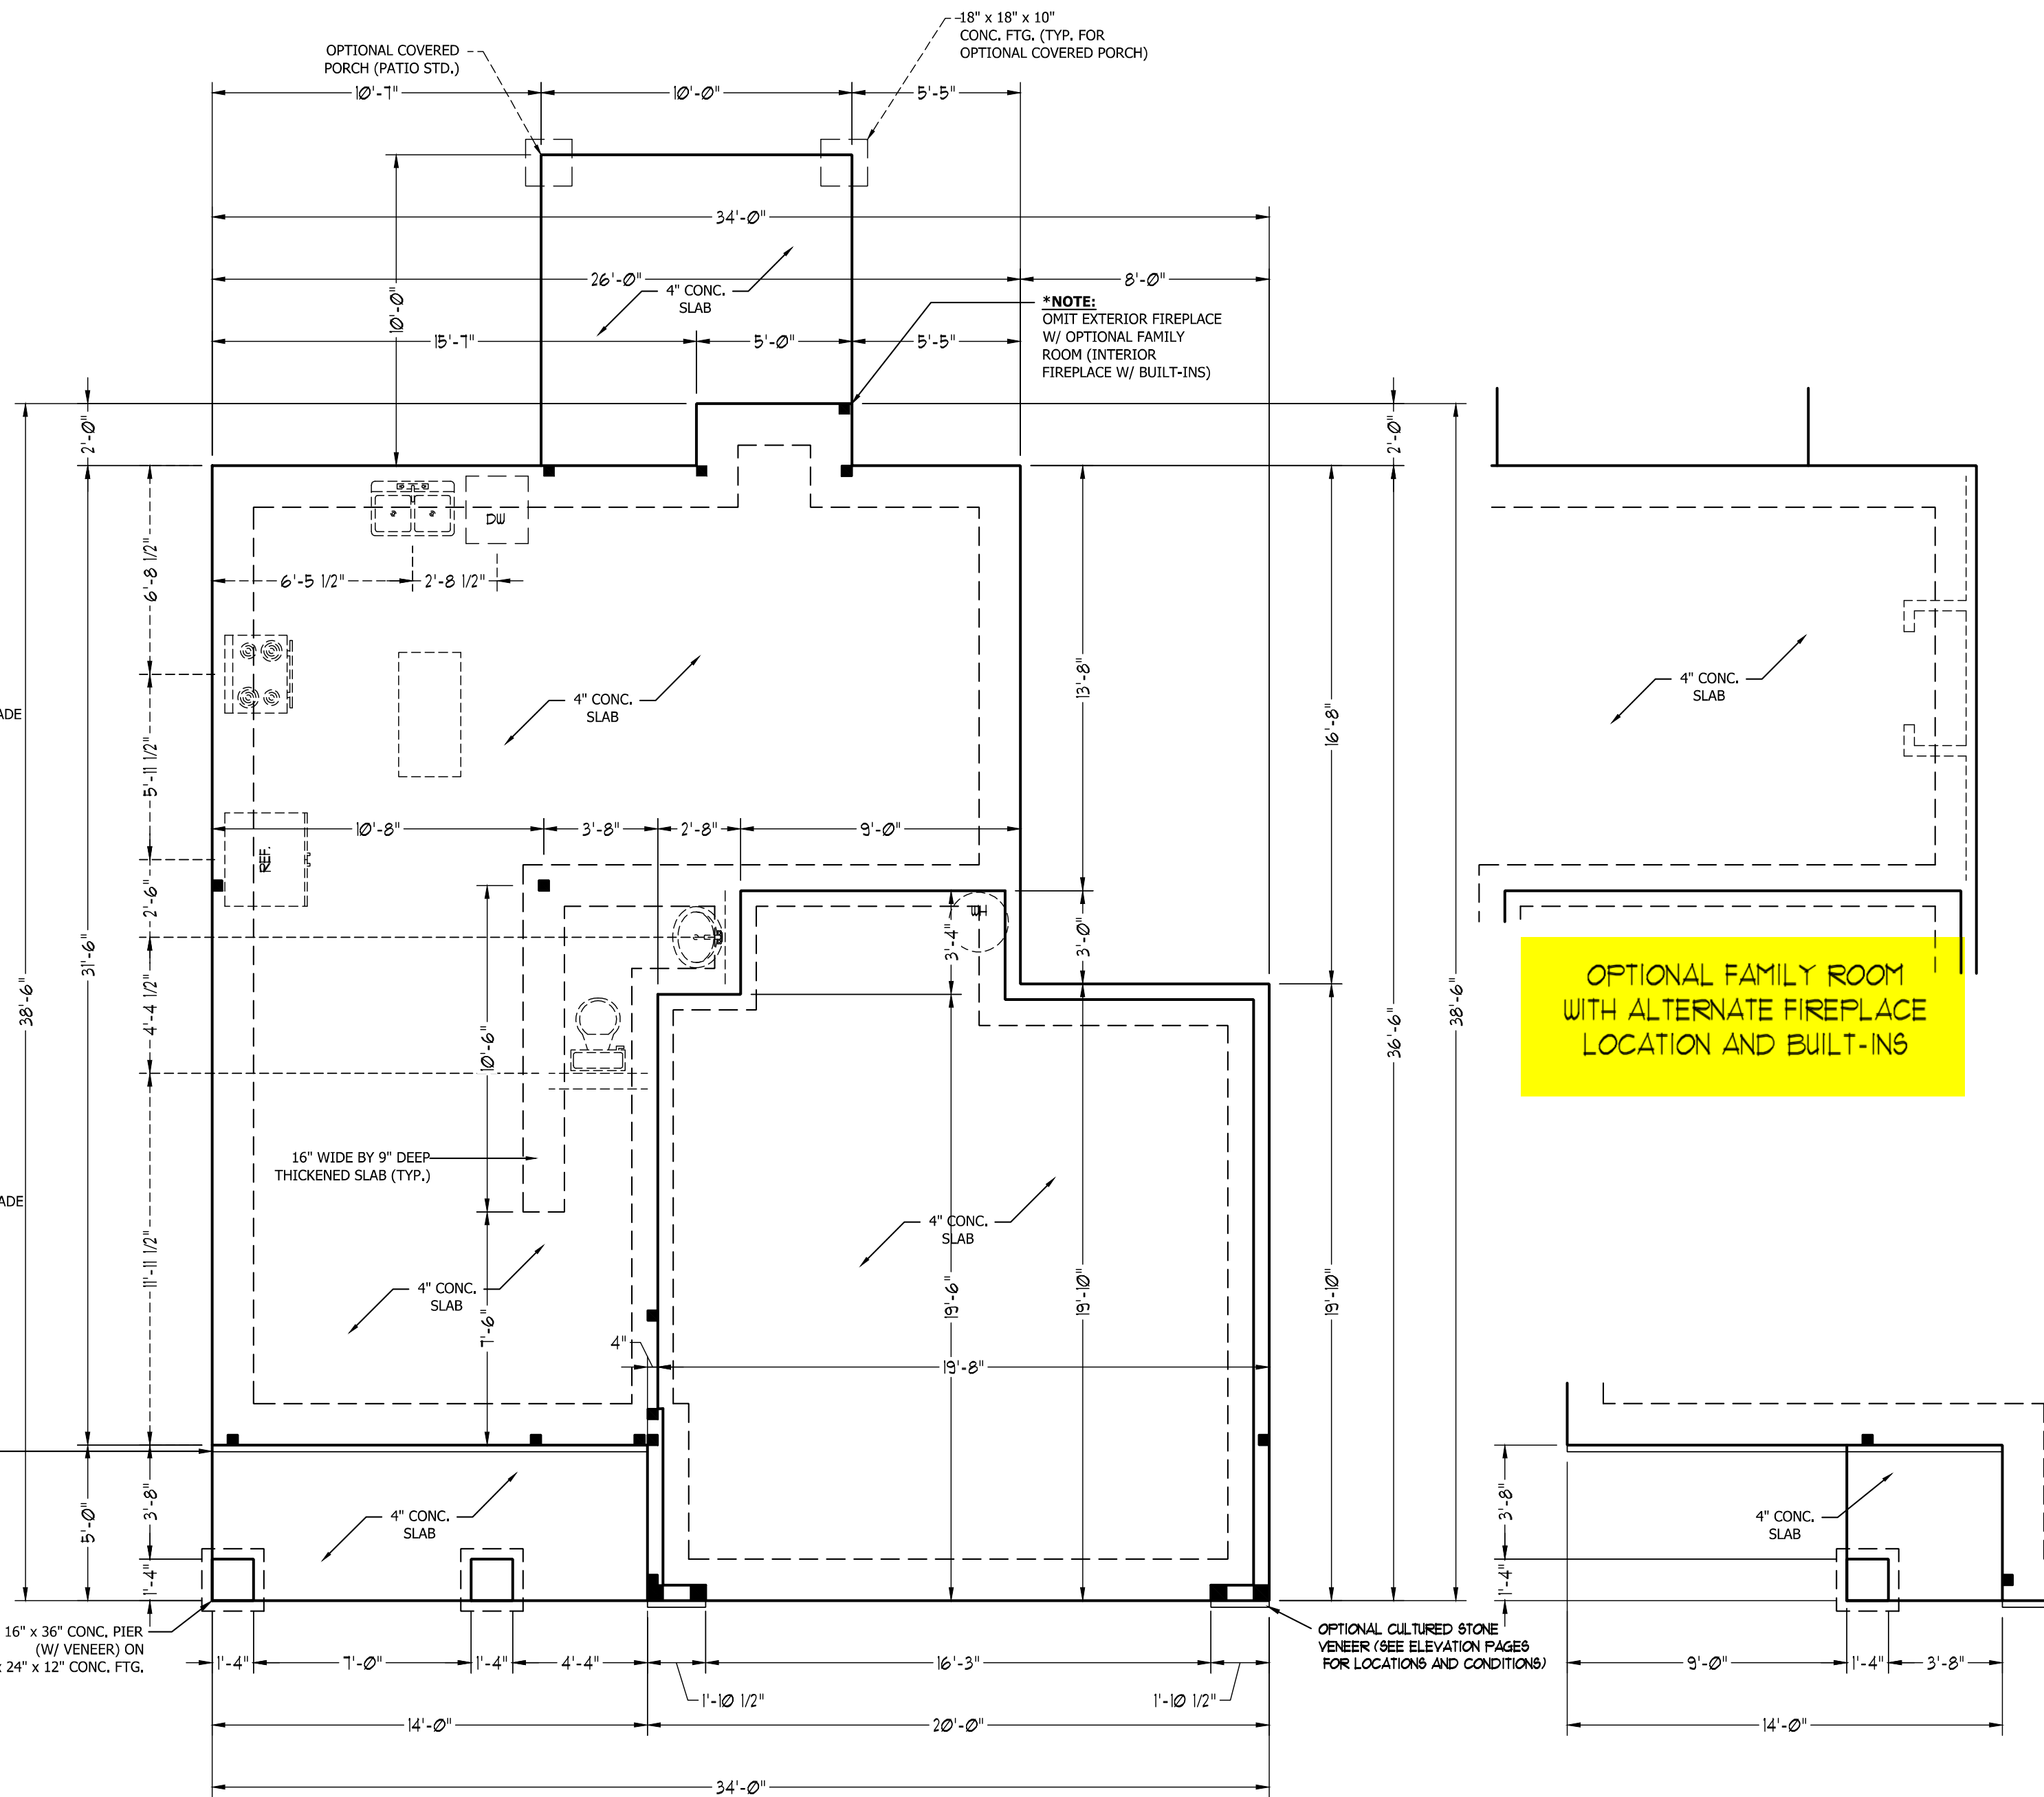 18" x 18" x 10"
CONC. FTG. (TYP. FOR
OPTIONAL COVERED PORCH)
OPTIONAL COVERED
PORCH (PATIO STD.)
10'-7"
10'-0"
5'-5"
34'-0"
26'-0"
8'-0"
10'-0"
4" CONC.
SLAB
*NOTE:
OMIT EXTERIOR FIREPLACE
W/ OPTIONAL FAMILY
ROOM (INTERIOR
FIREPLACE W/ BUILT-INS)
15'-7"
5'-0"
5'-5"
2'-0"
2'-0"
DW
6'-8 1/2"
6'-5 1/2"
2'-8 1/2"
4" CONC.
SLAB
4" CONC.
SLAB
13'-8"
16'-8"
ADE
5'-11 1/2"
10'-8"
3'-8"
2'-8"
9'-0"
REF.
2'-6"
WH
3'-4"
3'-0"
31'-6"
38'-6"
4'-4 1/2"
10'-6"
36'-6"
38'-6"
OPTIONAL FAMILY ROOM
WITH ALTERNATE FIREPLACE
LOCATION AND BUILT-INS
16" WIDE BY 9" DEEP
THICKENED SLAB (TYP.)
ADE
4" CONC.
SLAB
11'-11 1/2"
4" CONC.
SLAB
7'-6"
19'-6"
19'-10"
19'-10"
4"
19'-8"
5'-0"
3'-8"
4" CONC.
SLAB
3'-8"
4" CONC.
SLAB
1'-4"
1'-4"
16" x 36" CONC. PIER
(W/ VENEER) ON
x 24" x 12" CONC. FTG.
OPTIONAL CULTURED STONE
VENEER (SEE ELEVATION PAGES
FOR LOCATIONS AND CONDITIONS)
1'-4"
7'-0"
1'-4"
4'-4"
16'-3"
9'-0"
1'-4"
3'-8"
1'-10 1/2"
1'-10 1/2"
14'-0"
20'-0"
14'-0"
34'-0"